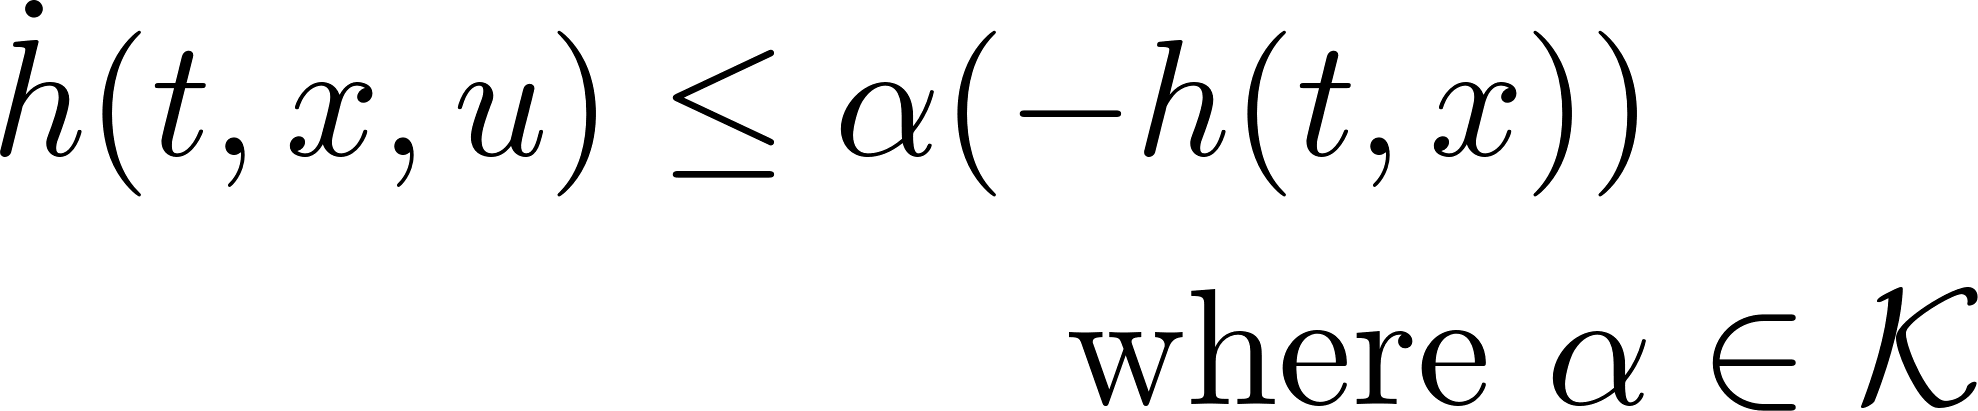 ḣ(t, x, u) ≤ α(−h(t, x))
where α ∈ 𝒦